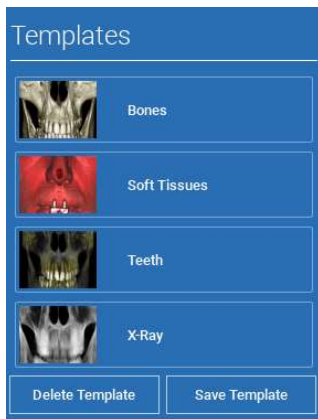 Templates
Bones
Soft Tissues
Teeth
X-Ray
Delete Template
Save Template